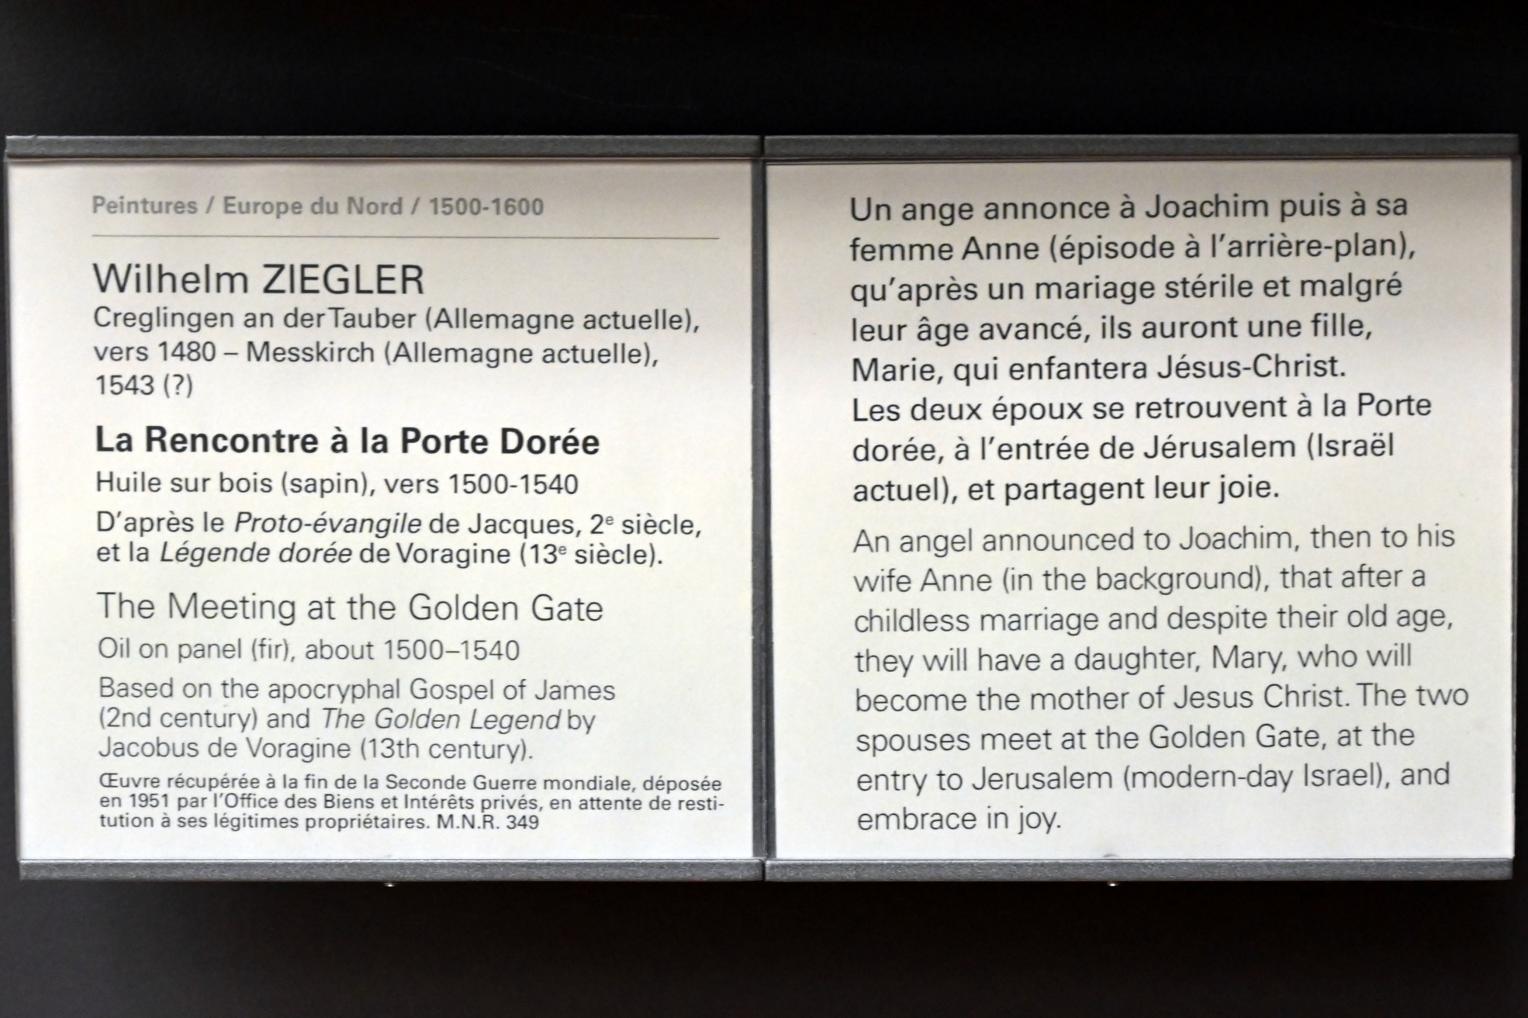 Peintures / Europe du Nord / 1500-1600
Wilhelm ZIEGLER
Creglingen an der Tauber (Allemagne actuelle),
vers 1480 – Messkirch (Allemagne actuelle),
1543 (?)
La Rencontre à la Porte Dorée
Huile sur bois (sapin), vers 1500-1540
D'après le Proto-évangile de Jacques, 2e siècle,
et la Légende dorée de Voragine (13e siècle).
The Meeting at the Golden Gate
Oil on panel (fir), about 1500–1540
Based on the apocryphal Gospel of James
(2nd century) and The Golden Legend by
Jacobus de Voragine (13th century).
Œuvre récupérée à la fin de la Seconde Guerre mondiale, déposée
en 1951 par l'Office des Biens et Intérêts privés, en attente de resti-
tution à ses légitimes propriétaires. M.N.R. 349
Un ange annonce à Joachim puis à sa
femme Anne (épisode à l'arrière-plan),
qu'après un mariage stérile et malgré
leur âge avancé, ils auront une fille,
Marie, qui enfantera Jésus-Christ.
Les deux époux se retrouvent à la Porte
dorée, à l'entrée de Jérusalem (Israël
actuel), et partagent leur joie.
An angel announced to Joachim, then to his
wife Anne (in the background), that after a
childless marriage and despite their old age,
they will have a daughter, Mary, who will
become the mother of Jesus Christ. The two
spouses meet at the Golden Gate, at the
entry to Jerusalem (modern-day Israel), and
embrace in joy.